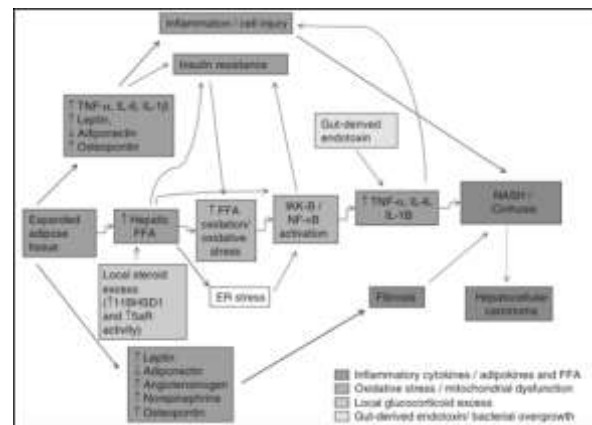 Inflammation / cell injury
Insulin resistance
↑ TNF-α, IL-6, IL-1β
↑ Leptin,
↓ Adiponectin
↑ Osteopontin
Gut-derived
endotoxin
Expanded
adipose
tissue
↑ Hepatic
FFA
↑ FFA
oxidation/
oxidative
stress
IKK-B /
NF-κB
activation
↑ TNF-α, IL-6,
IL-1B
NASH /
Cirrhosis
Local steroid
excess
(↑11BHSD1
and ↑5aR
activity)
ER stress
Fibrosis
Hepatocellular
carcinoma
↑ Leptin
↓ Adiponectin
↑ Angiotensinogen
↑ Norepinephrine
↑ Osteopontin
Inflammatory cytokines / adipokines and FFA
Oxidative stress / mitochondrial dysfunction
Local glucocorticoid excess
Gut-derived endotoxin/ bacterial overgrowth